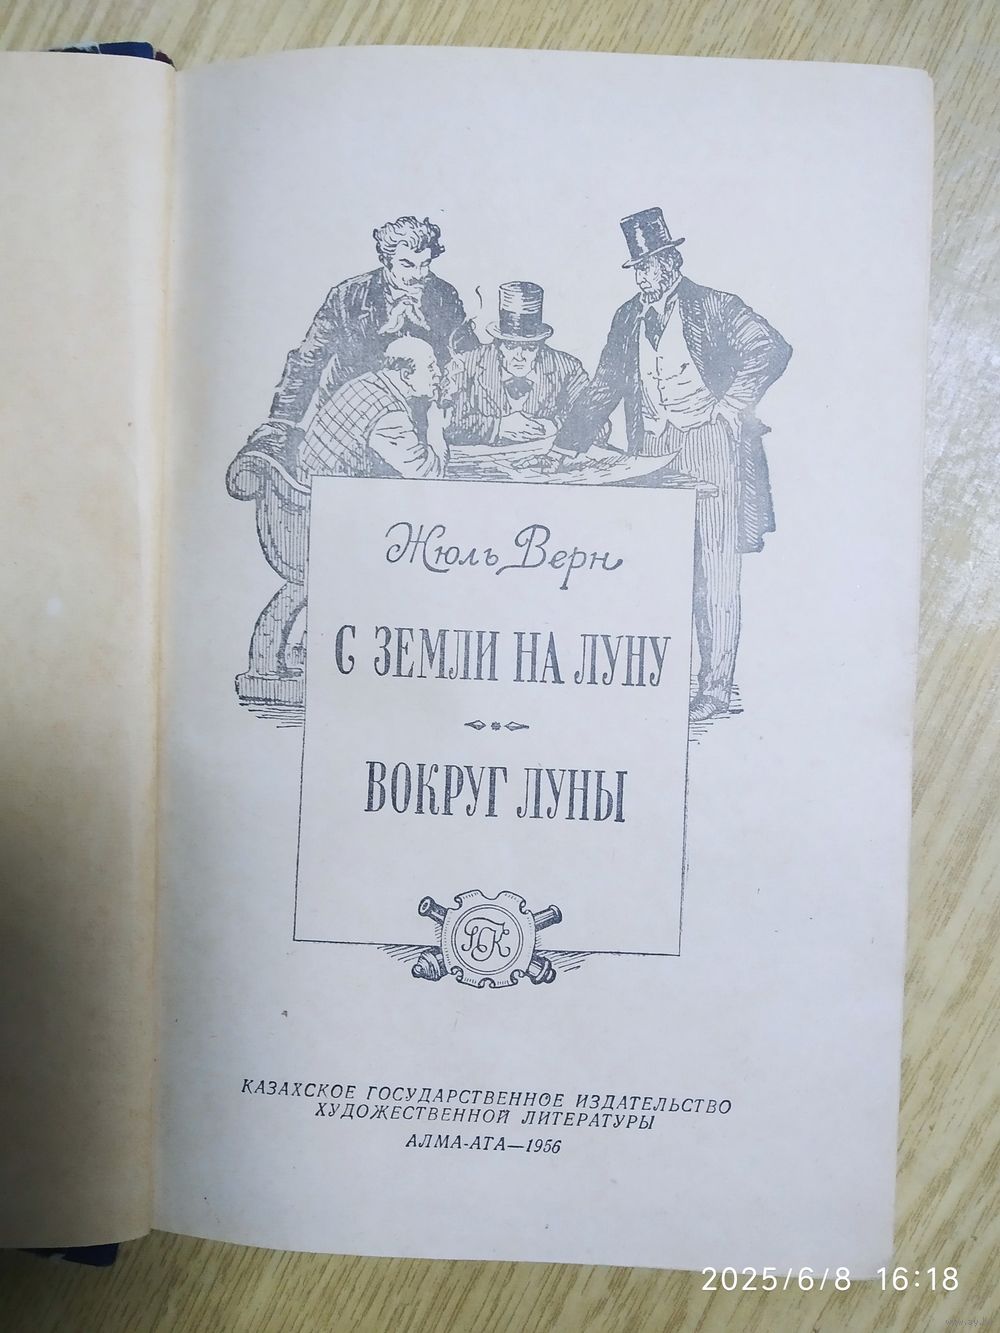 Жюль Верн
С ЗЕМЛИ НА ЛУНУ
ВОКРУГ ЛУНЫ
КАЗАХСКОЕ ГОСУДАРСТВЕННОЕ ИЗДАТЕЛЬСТВО
ХУДОЖЕСТВЕННОЙ ЛИТЕРАТУРЫ
АЛМА-АТА—1956
2025/6/8 16:18